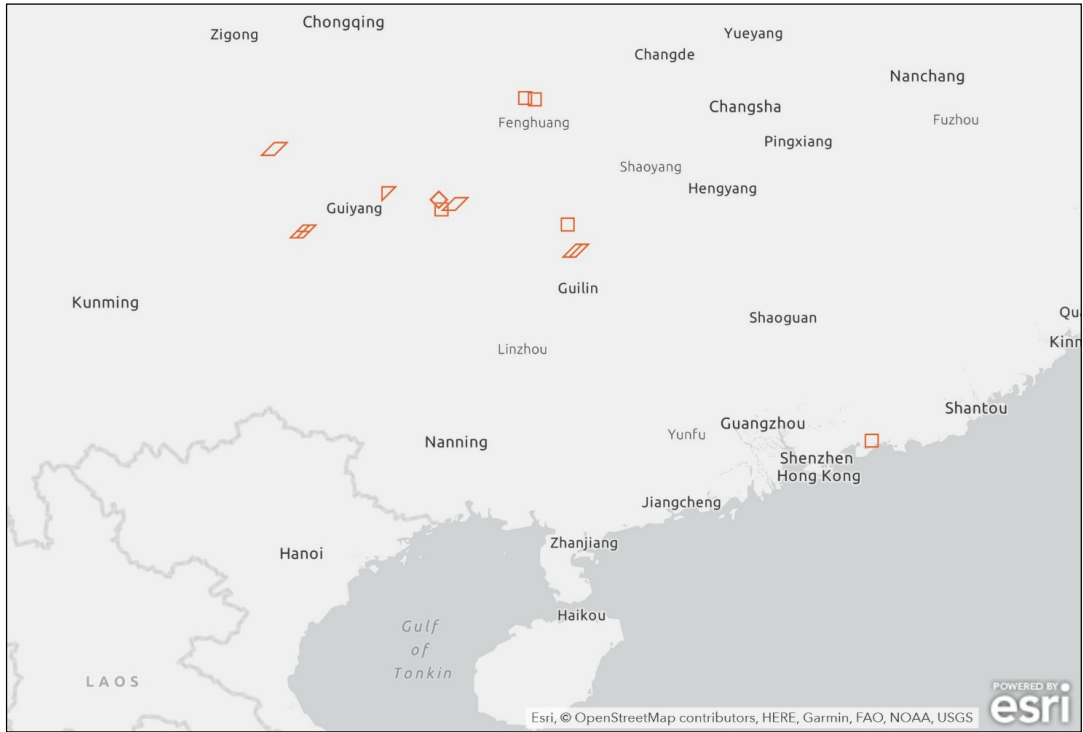 Chongqing
Zigong
Yueyang
Changde
Nanchang
Changsha
Fuzhou
Fenghuang
Pingxiang
Shaoyang
Hengyang
Guiyang
Guilin
Kunming
Shaoguan
Qua
Kinm
Linzhou
Shantou
Guangzhou
Yunfu
Nanning
Shenzhen
Hong Kong
Jiangcheng
Zhanjiang
Hanoi
Haikou
Gulf
of
Tonkin
LAOS
POWERED BY
esri
Esri, © OpenStreetMap contributors, HERE, Garmin, FAO, NOAA, USGS